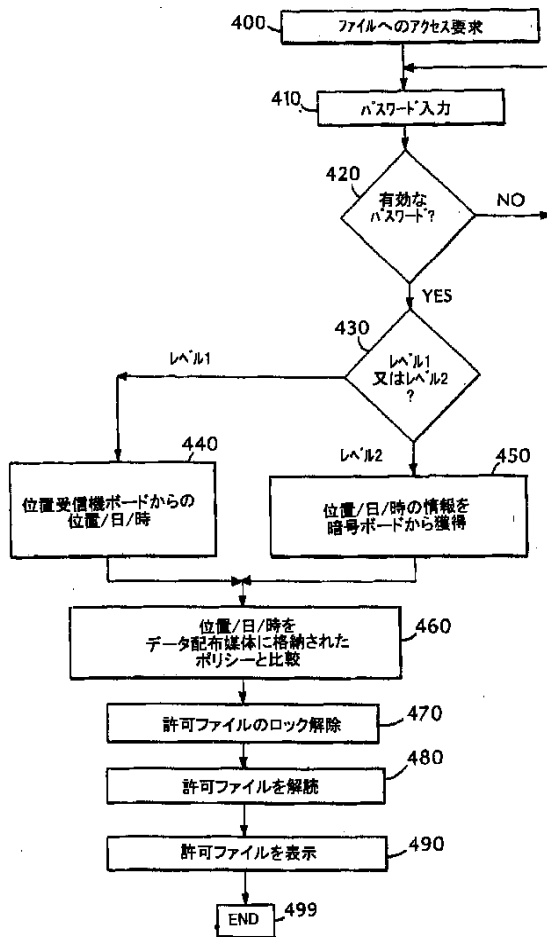 400
ファイルへのアクセス要求
410
パスワード入力
420
有効な
パスワード?
NO
YES
430
レベル1
又はレベル2
?
レベル1
レベル2
440
位置受信機ボードからの
位置/日/時
450
位置/日/時の情報を
暗号ボードから獲得
位置/日/時を
データ配布媒体に格納された
ポリシーと比較
460
許可ファイルのロック解除
470
480
許可ファイルを解読
許可ファイルを表示
490
END
499